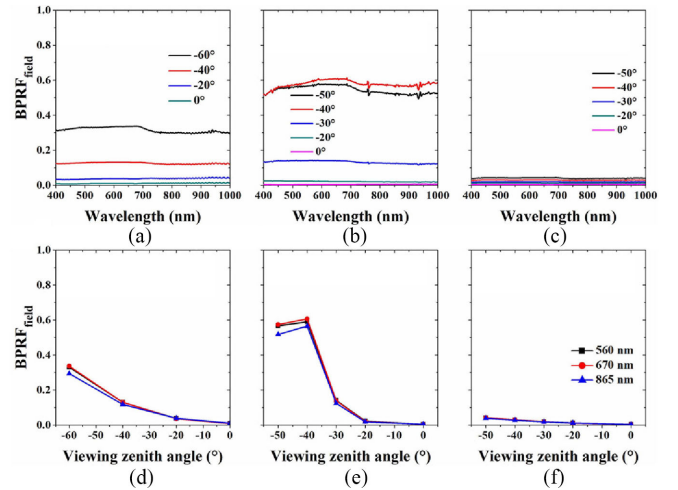 BPRF field
1.0
0.8
0.6
0.4
0.2
0.0
-60°
-40°
-20°
0°
400 500 600 700 800 900 1000
Wavelength (nm)
(a)
-50°
-40°
-30°
-20°
0°
400 500 600 700 800 900 1000
Wavelength (nm)
(b)
-50°
-40°
-30°
-20°
0°
400 500 600 700 800 900 1000
Wavelength (nm)
(c)
BPRF field
1.0
0.8
0.6
0.4
0.2
0.0
-60 -50 -40 -30 -20 -10 0
Viewing zenith angle (°)
(d)
-50 -40 -30 -20 -10 0
Viewing zenith angle (°)
(e)
560 nm
670 nm
865 nm
-50 -40 -30 -20 -10 0
Viewing zenith angle (°)
(f)